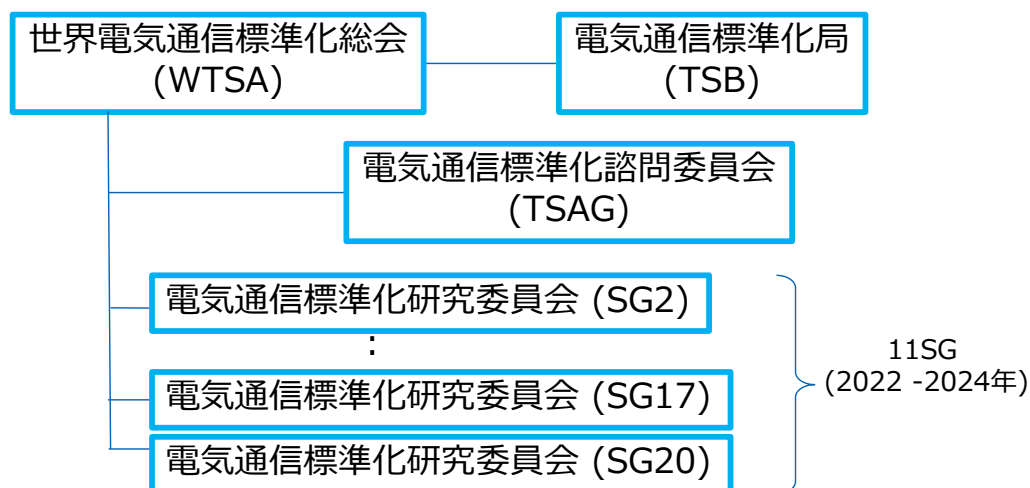 世界電気通信標準化総会
(WTSA)
電気通信標準化局
(TSB)
電気通信標準化諮問委員会
(TSAG)
電気通信標準化研究委員会 (SG2)
:
電気通信標準化研究委員会 (SG17)
電気通信標準化研究委員会 (SG20)
11SG
(2022 -2024年)